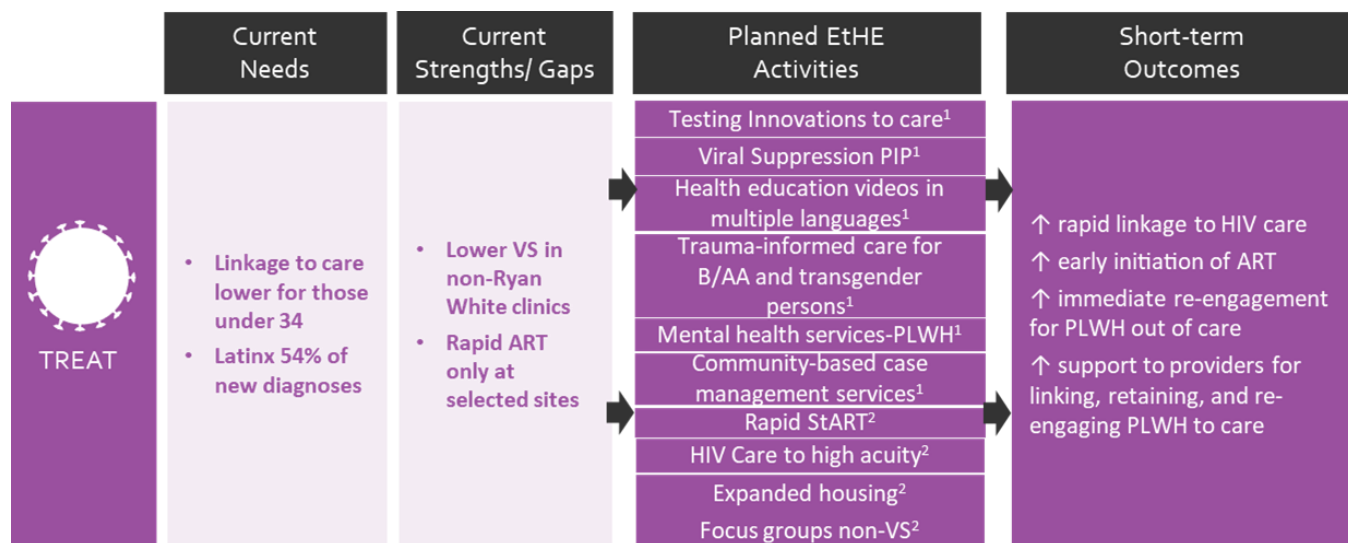 Current
Needs
Current
Strengths/ Gaps
Planned EtHE
Activities
Short-term
Outcomes
TREAT
• Linkage to care
lower for those
under 34
• Latinx 54% of
new diagnoses
• Lower VS in
non-Ryan
White clinics
• Rapid ART
only at
selected sites
Testing Innovations to care¹
Viral Suppression PIP¹
Health education videos in
multiple languages¹
Trauma-informed care for
B/AA and transgender
persons¹
Mental health services-PLWH¹
Community-based case
management services¹
Rapid StART²
HIV Care to high acuity²
Expanded housing²
Focus groups non-VS²
↑ rapid linkage to HIV care
↑ early initiation of ART
↑ immediate re-engagement
for PLWH out of care
↑ support to providers for
linking, retaining, and re-
engaging PLWH to care